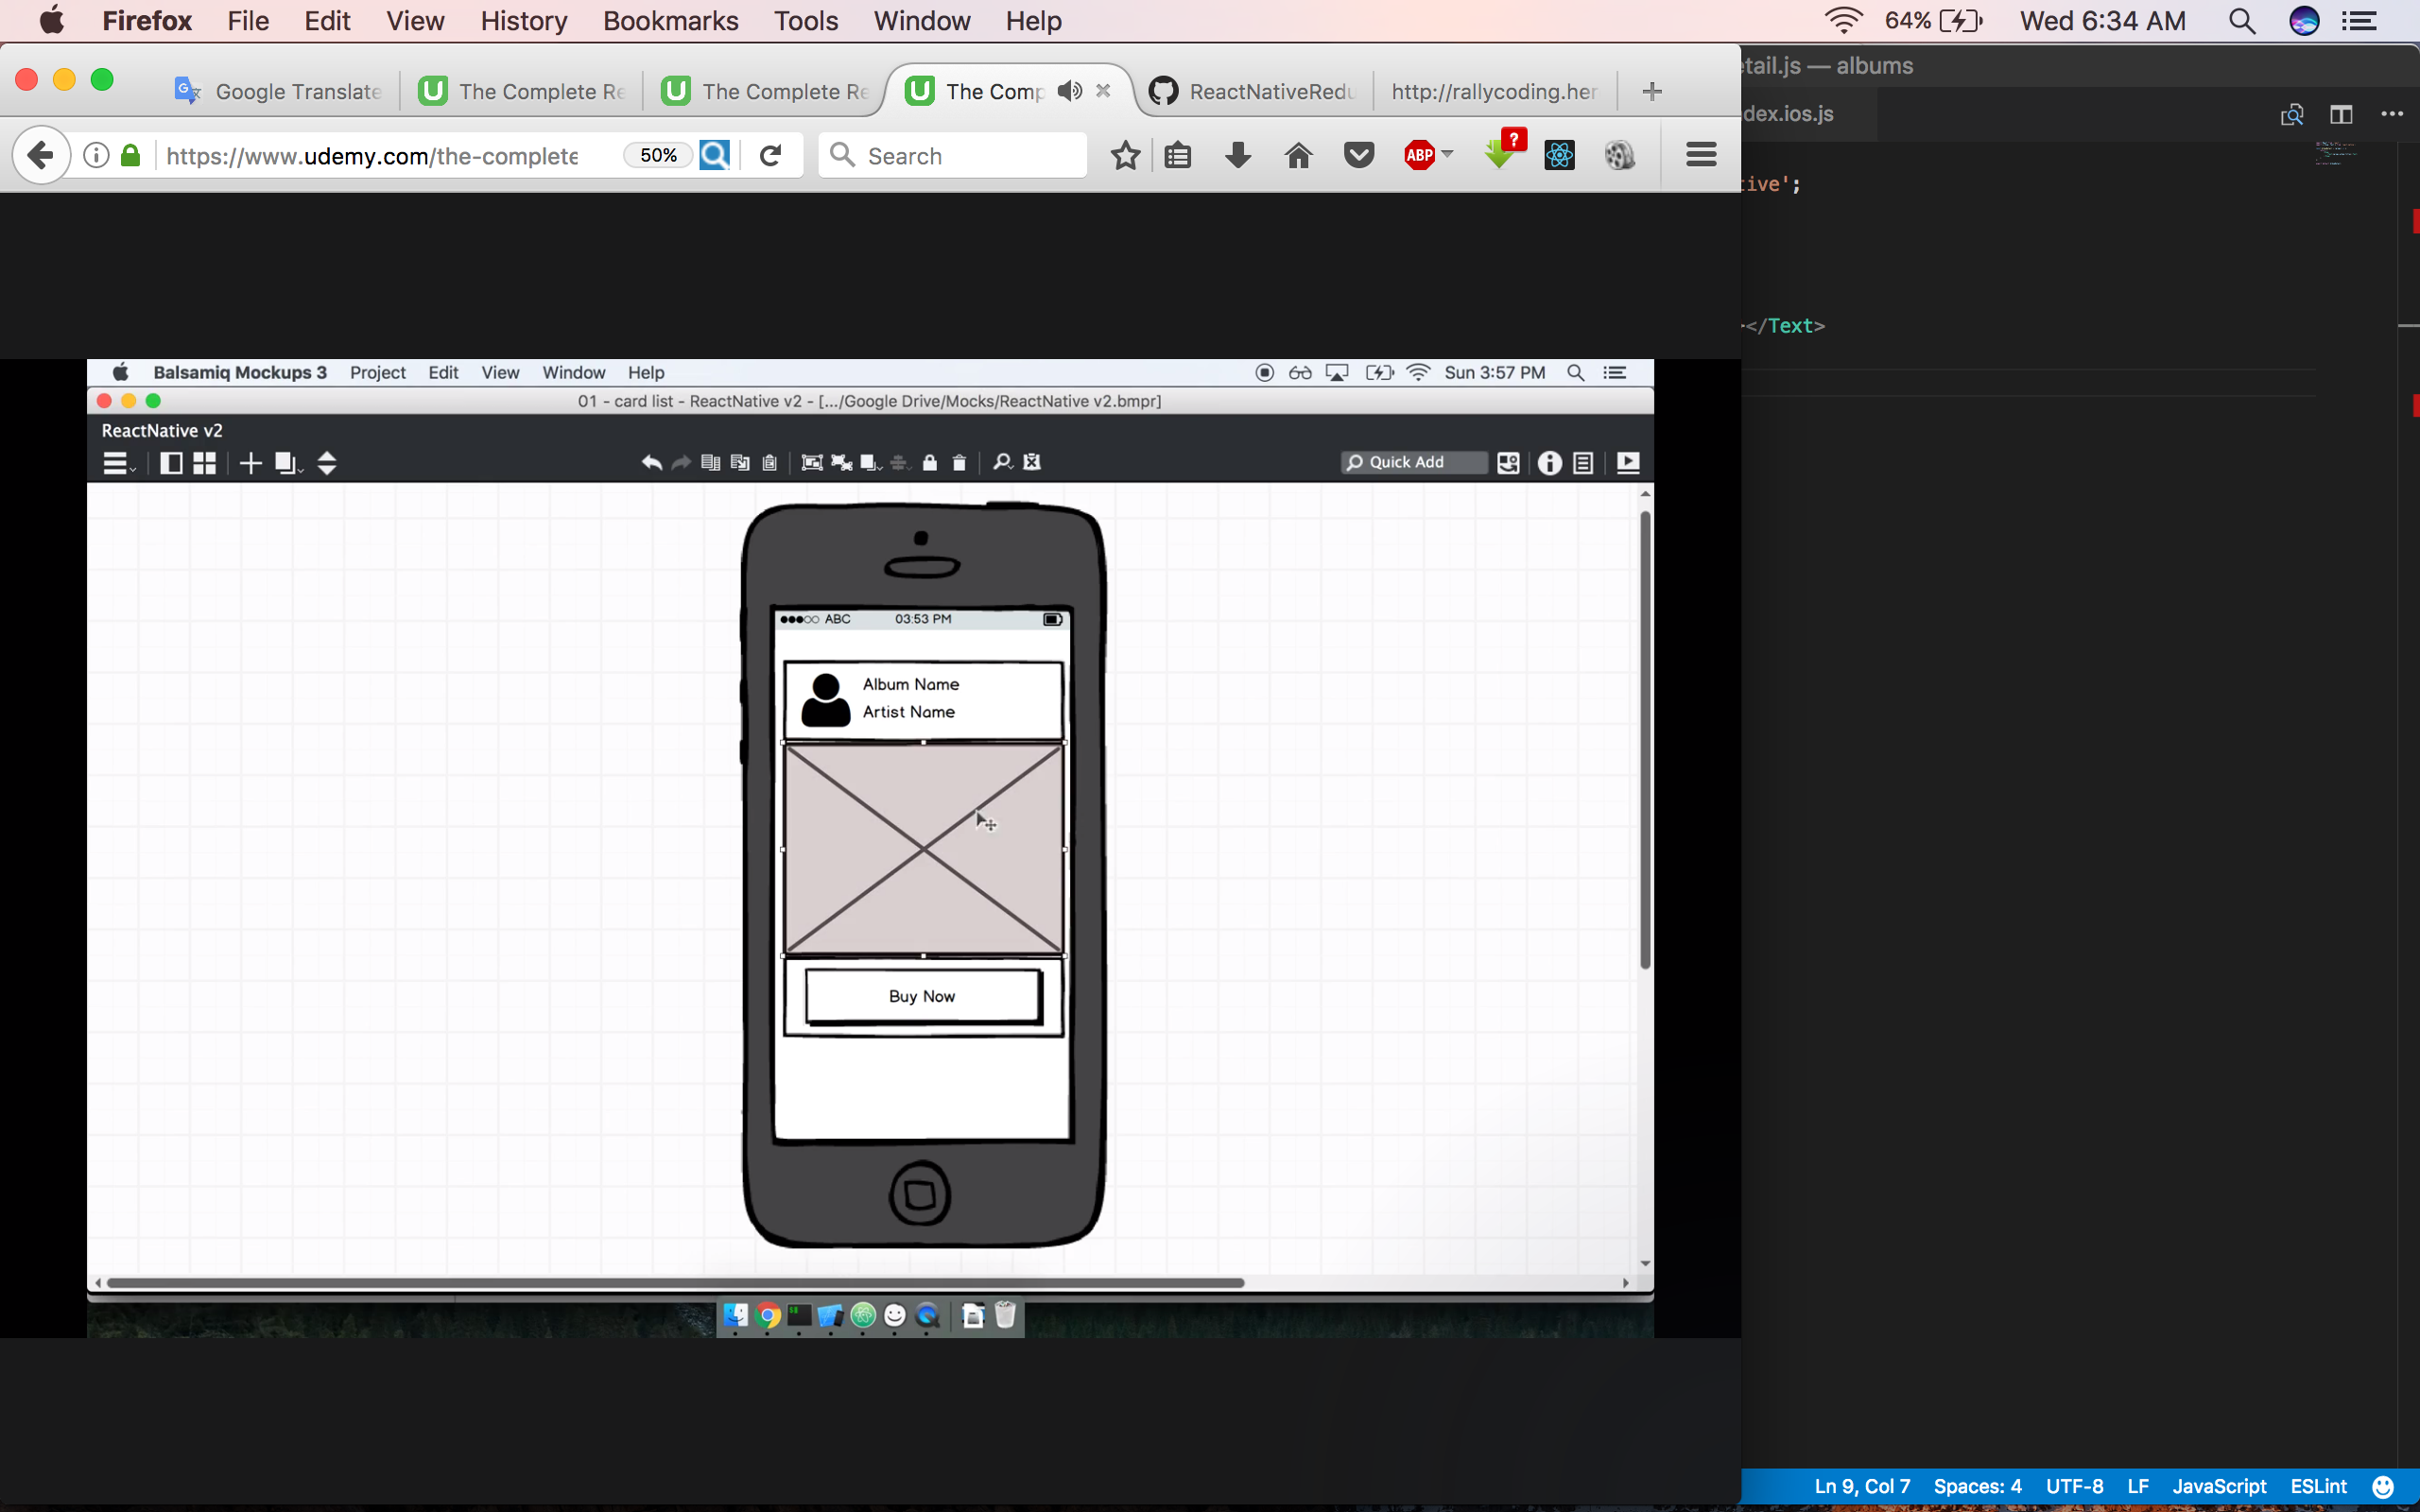 Firefox File Edit View History Bookmarks Tools Window Help 64% Wed 6:34 AM
etail.js — albums
Google Translate The Complete Re The Complete Re The Comp ReactNativeRedu http://rallycoding.her
dex.ios.js
https://www.udemy.com/the-complete 50% Search ABP ?
tive';
></Text>
Balsamiq Mockups 3 Project Edit View Window Help Sun 3:57 PM
01 - card list - ReactNative v2 - [.../Google Drive/Mocks/ReactNative v2.bmpr]
ReactNative v2
Quick Add
ABC 03:53 PM
Album Name
Artist Name
Buy Now
Ln 9, Col 7 Spaces: 4 UTF-8 LF JavaScript ESLint